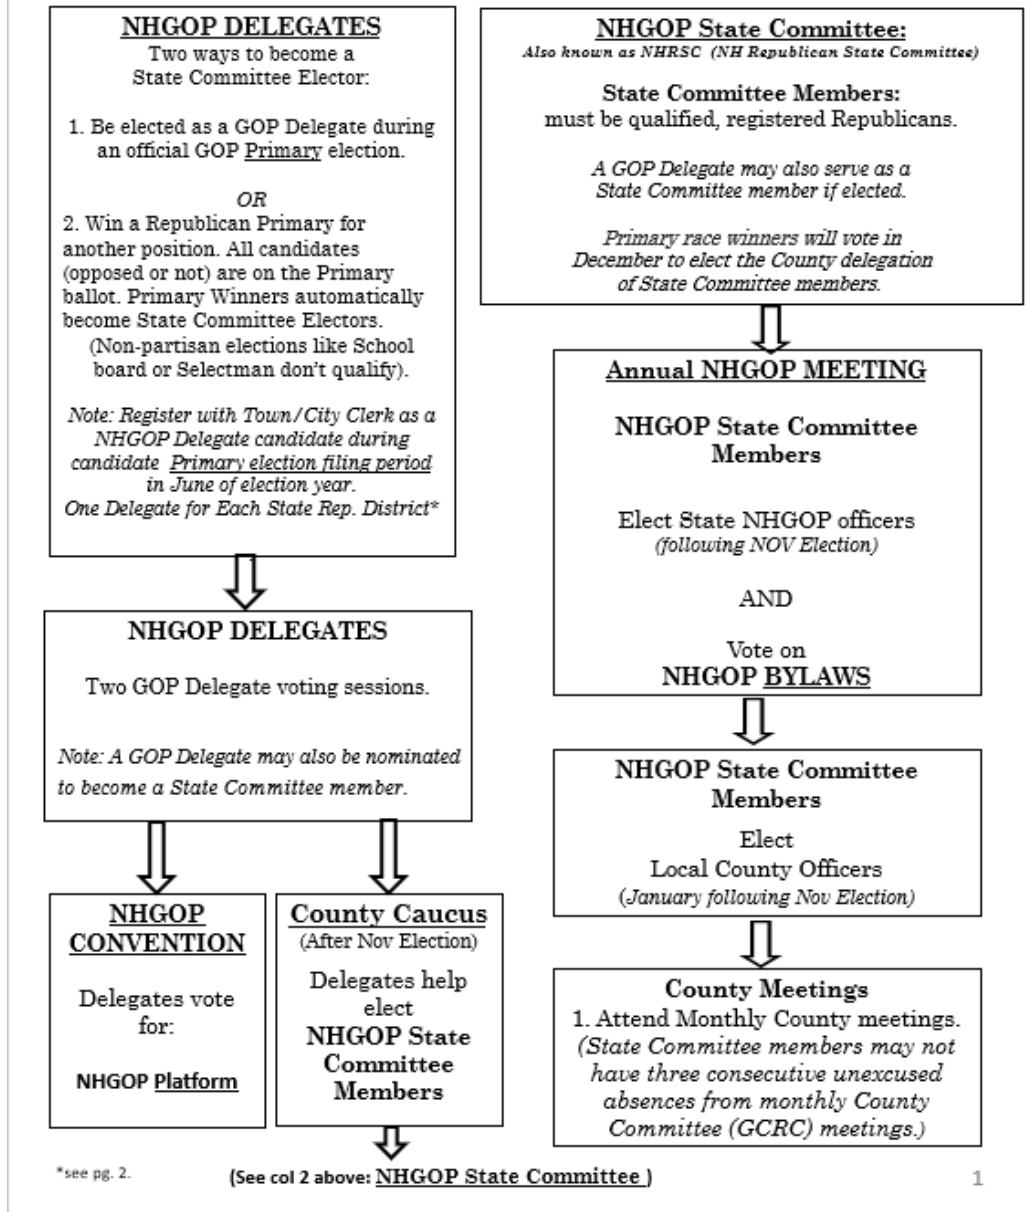 NHGOP DELEGATES
Two ways to become a
State Committee Elector:
1. Be elected as a GOP Delegate during
an official GOP Primary election.
OR
2. Win a Republican Primary for
another position. All candidates
(opposed or not) are on the Primary
ballot. Primary Winners automatically
become State Committee Electors.
(Non-partisan elections like School
board or Selectman don't qualify).
Note: Register with Town/City Clerk as a
NHGOP Delegate candidate during
candidate Primary election filing period
in June of election year.
One Delegate for Each State Rep. District*
NHGOP DELEGATES
Two GOP Delegate voting sessions.
Note: A GOP Delegate may also be nominated
to become a State Committee member.
NHGOP
CONVENTION
Delegates vote
for:
NHGOP Platform
County Caucus
(After Nov Election)
Delegates help
elect
NHGOP State
Committee
Members
*see pg. 2.
(See col 2 above: NHGOP State Committee )
NHGOP State Committee:
Also known as NHRSC (NH Republican State Committee)
State Committee Members:
must be qualified, registered Republicans.
A GOP Delegate may also serve as a
State Committee member if elected.
Primary race winners will vote in
December to elect the County delegation
of State Committee members.
Annual NHGOP MEETING
NHGOP State Committee
Members
Elect State NHGOP officers
(following NOV Election)
AND
Vote on
NHGOP BYLAWS
NHGOP State Committee
Members
Elect
Local County Officers
(January following Nov Election)
County Meetings
1. Attend Monthly County meetings.
(State Committee members may not
have three consecutive unexcused
absences from monthly County
Committee (GCRC) meetings.)
1